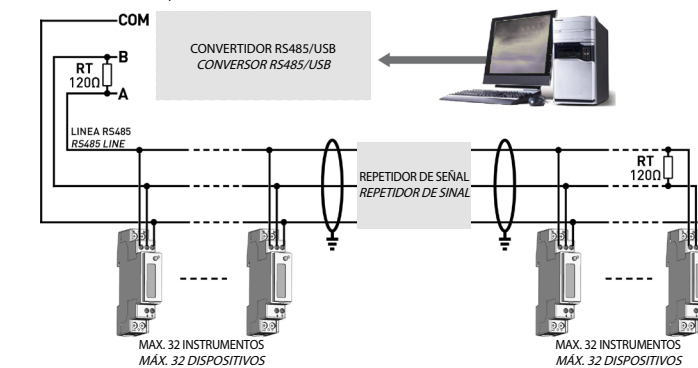 COM
B
RT
120Ω
A
CONVERTIDOR RS485/USB
CONVERSOR RS485/USB
LINEA RS485
RS485 LINE
REPETIDOR DE SEÑAL
REPETIDOR DE SINAL
RT
120Ω
MAX. 32 INSTRUMENTOS
MÁX. 32 DISPOSITIVOS
MAX. 32 INSTRUMENTOS
MÁX. 32 DISPOSITIVOS